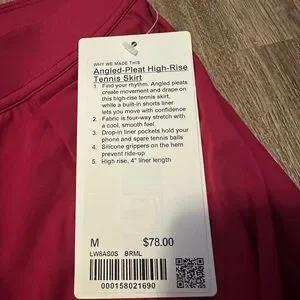 WHY WE MADE THIS
Angled-Pleat High-Rise
Tennis Skirt
1. Find your rhythm. Angled pleats
create movement and drape on
this high-rise tennis skirt,
while a built-in shorts liner
lets you move with confidence
2. Fabric is four-way stretch with
a cool, smooth feel
3. Drop-in liner pockets hold your
phone and spare tennis balls
4. Silicone grippers on the hem
prevent ride-up
5. High rise, 4" liner length
M $78.00
LW8AS0S BRML
000158021690